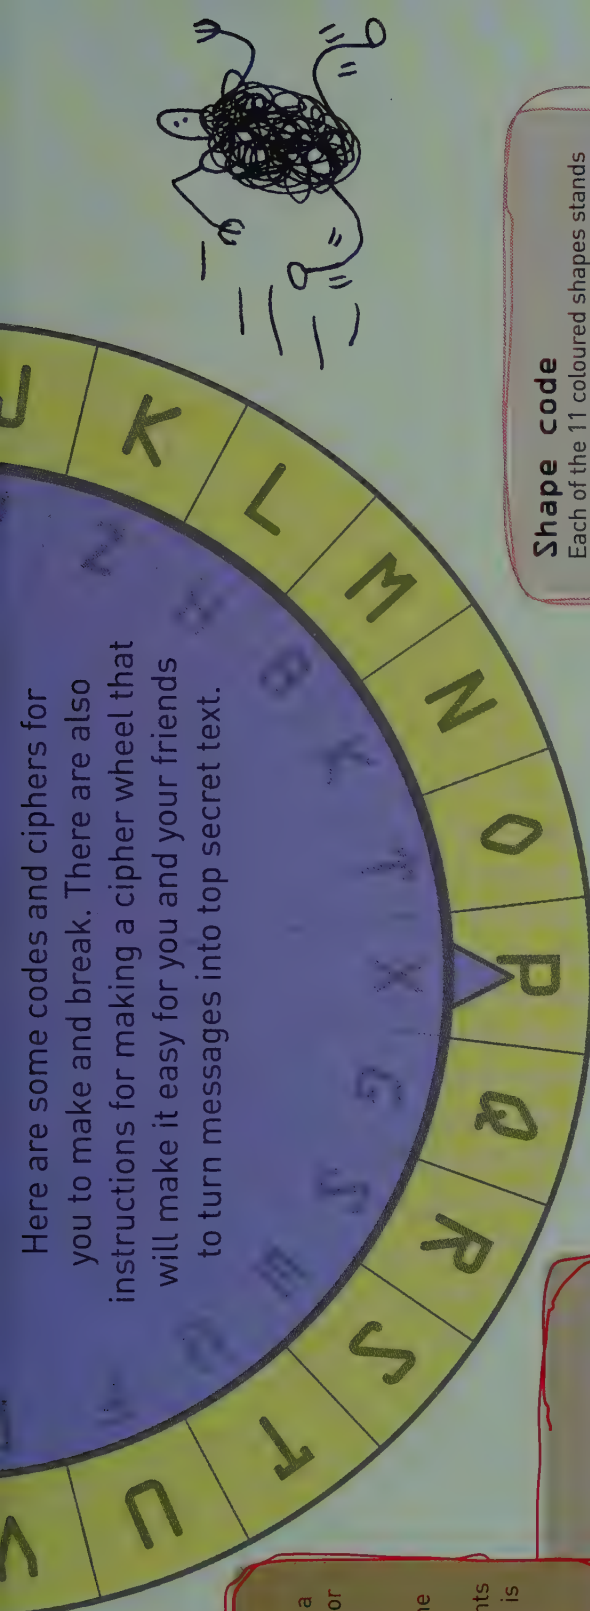 Here are some codes and ciphers for
you to make and break. There are also
instructions for making a cipher wheel that
will make it easy for you and your friends
to turn messages into top secret text.
J
K
L
M
N
O
P
Q
R
S
T
U
V
Z
B
K
T
X
G
S
W
Shape code
Each of the 11 coloured shapes stands
a
or
is